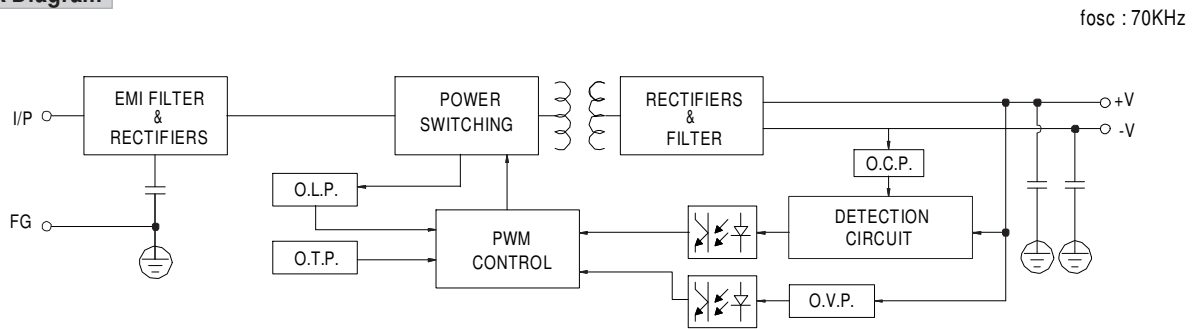 Diagram
fosc : 70KHz
I/P
EMI FILTER
&
RECTIFIERS
POWER
SWITCHING
RECTIFIERS
&
FILTER
+V
-V
O.C.P.
O.L.P.
FG
PWM
CONTROL
DETECTION
CIRCUIT
O.T.P.
O.V.P.